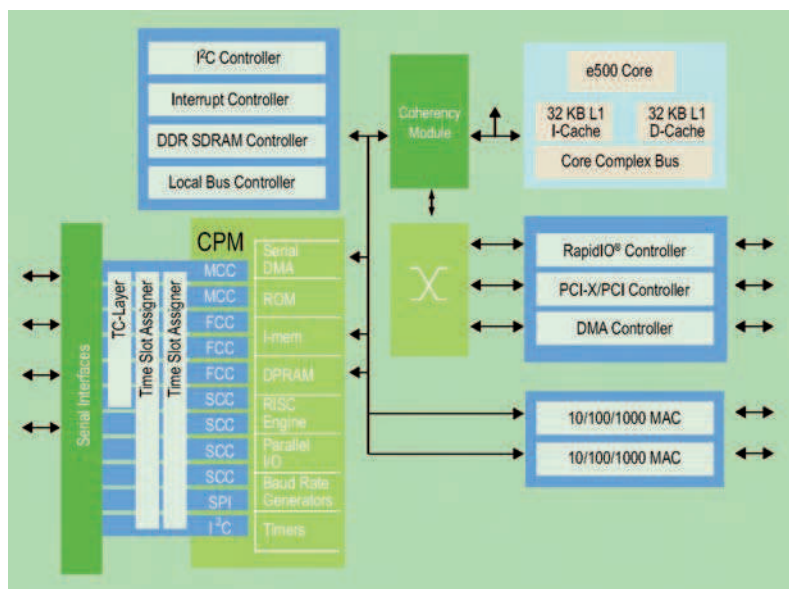 I²C Controller
Interrupt Controller
DDR SDRAM Controller
Local Bus Controller
Coherency
Module
e500 Core
32 KB L1
I-Cache
32 KB L1
D-Cache
Core Complex Bus
RapidIO® Controller
PCI-X/PCI Controller
DMA Controller
10/100/1000 MAC
10/100/1000 MAC
Serial Interfaces
TC-Layer
Time Slot Assigner
Time Slot Assigner
CPM
MCC
MCC
FCC
FCC
FCC
SCC
SCC
SCC
SCC
SPI
I²C
Serial
DMA
ROM
I-mem
DPRAM
RISC
Engine
Parallel
I/O
Baud Rate
Generators
Timers